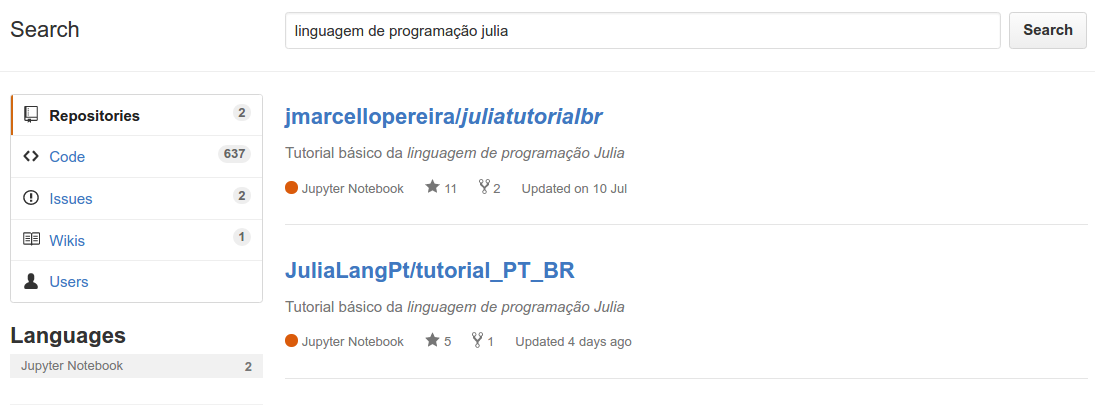 Search
linguagem de programação julia
Search
Repositories 2
Code 637
Issues 2
Wikis 1
Users
Languages
Jupyter Notebook 2
jmarcellopereira/juliatutorialbr
Tutorial básico da linguagem de programação Julia
Jupyter Notebook 11 2 Updated on 10 Jul
JuliaLangPt/tutorial_PT_BR
Tutorial básico da linguagem de programação Julia
Jupyter Notebook 5 1 Updated 4 days ago